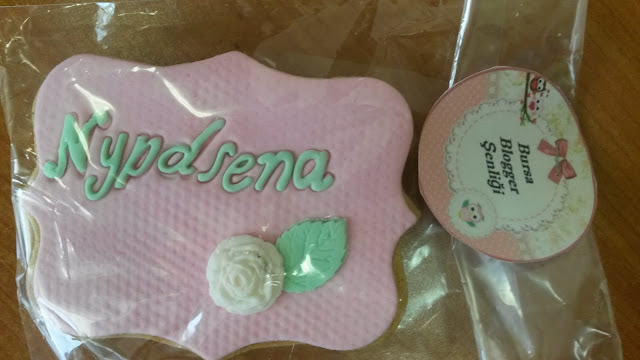 Nypdsena
Bursa
Blogger
Şenliği